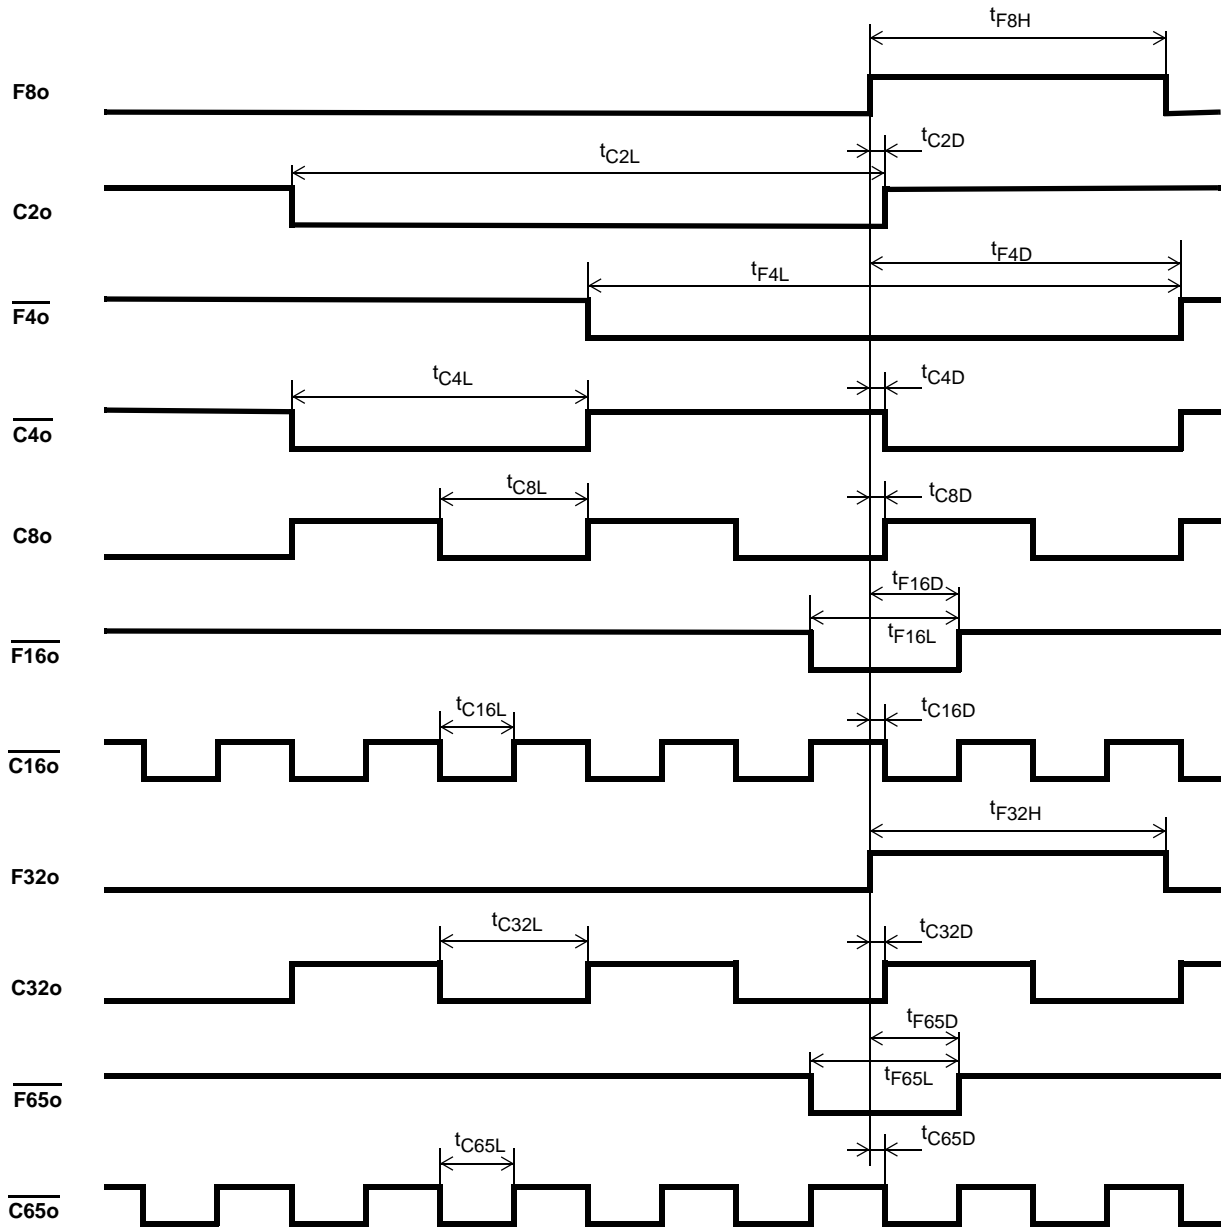 tF8H
F8o
tC2D
tC2L
C2o
tF4D
tF4L
F4o
tC4L
tC4D
C4o
tC8L
tC8D
C8o
tF16D
tF16L
F16o
tC16L
tC16D
C16o
tF32H
F32o
tC32L
tC32D
C32o
tF65D
tF65L
F65o
tC65L
tC65D
C65o